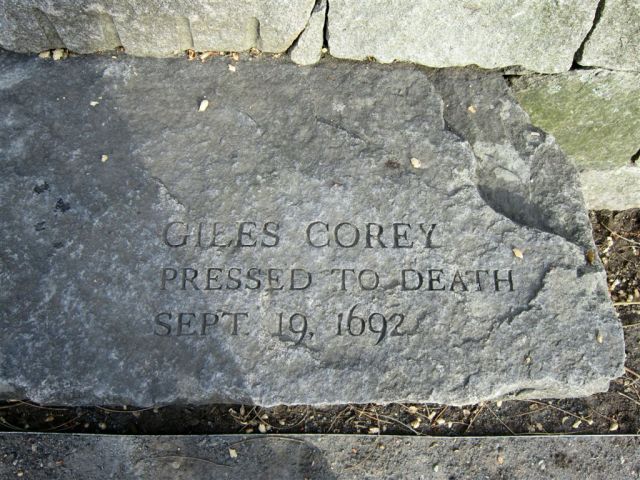 GILES COREY
PRESSED TO DEATH
SEPT. 19, 1692